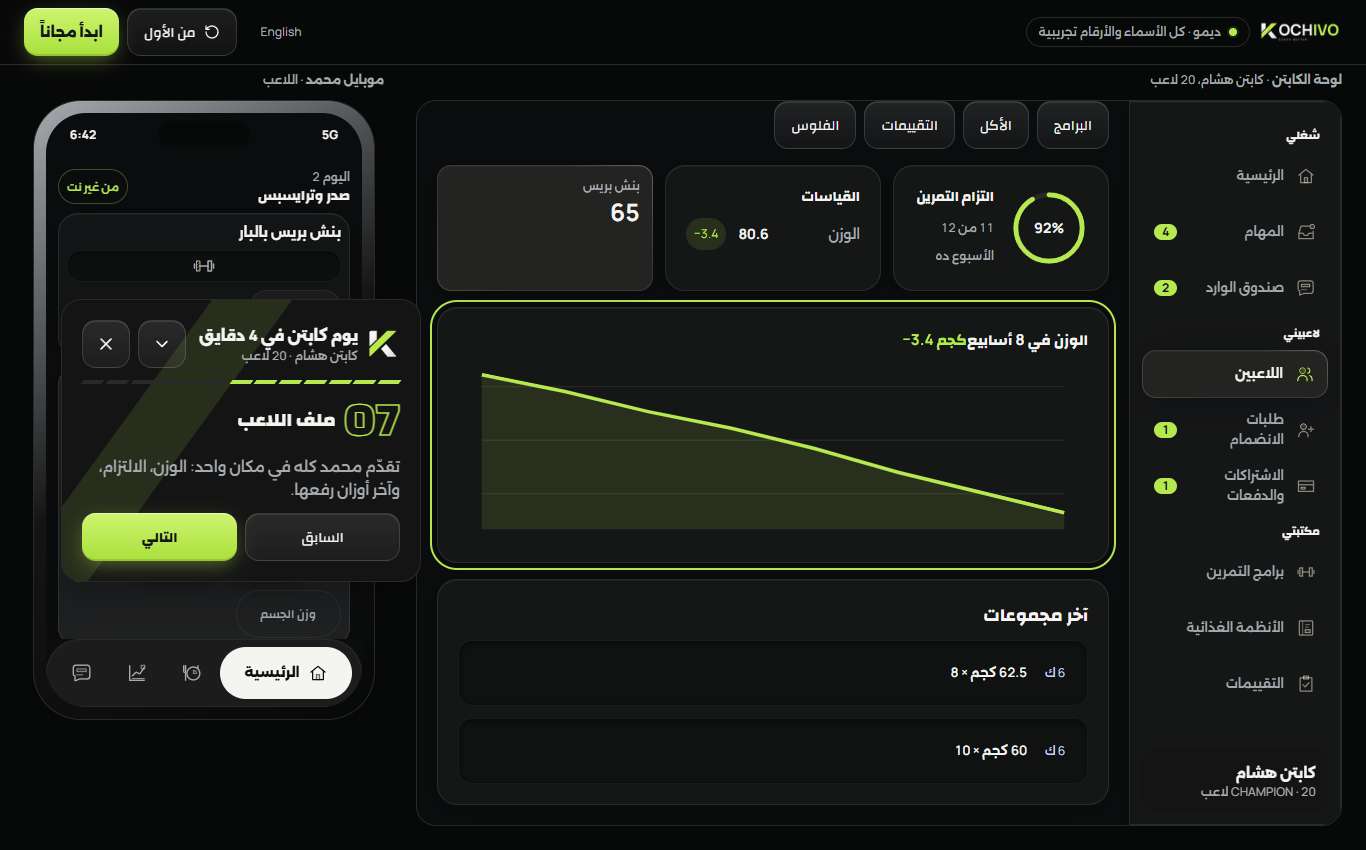 KOCHIVO
ديمو · كل الأسماء والأرقام تجريبية
English
من الأول
ابدأ مجاناً
لوحة الكابتن · كابتن هشام، 20 لاعب
موبايل محمد · اللاعب
شغلي
الرئيسية
المهام
4
صندوق الوارد
2
لاعبيني
اللاعبين
طلبات
الانضمام
1
الاشتراكات
والدفعات
1
مكتبتي
برامج التمرين
الأنظمة الغذائية
التقييمات
كابتن هشام
CHAMPION · 20 لاعب
البرامج
الأكل
التقييمات
الفلوس
92%
التزام التمرين
11 من 12
الأسبوع ده
القياسات
الوزن
80.6
−3.4
بنش بريس
65
الوزن في 8 أسابيع
−3.4 كجم
آخر مجموعات
6 ك
62.5 كجم × 8
6 ك
60 كجم × 10
6:42
5G
اليوم 2
صدر وترايسبس
من غير نت
بنش بريس بالبار
يوم كابتن في 4 دقايق
كابتن هشام · 20 لاعب
07
ملف اللاعب
تقدّم محمد كله في مكان واحد: الوزن، الالتزام،
وآخر أوزان رفعها.
السابق
التالي
وزن الجسم
الرئيسية